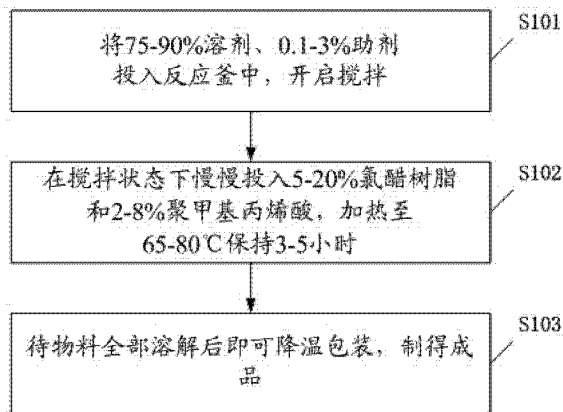 S101
将75-90%溶剂、0.1-3%助剂
投入反应釜中，开启搅拌
S102
在搅拌状态下慢慢投入5-20%氯醋树脂
和2-8%聚甲基丙烯酸，加热至
65-80℃保持3-5小时
S103
待物料全部溶解后即可降温包装，制得成
品